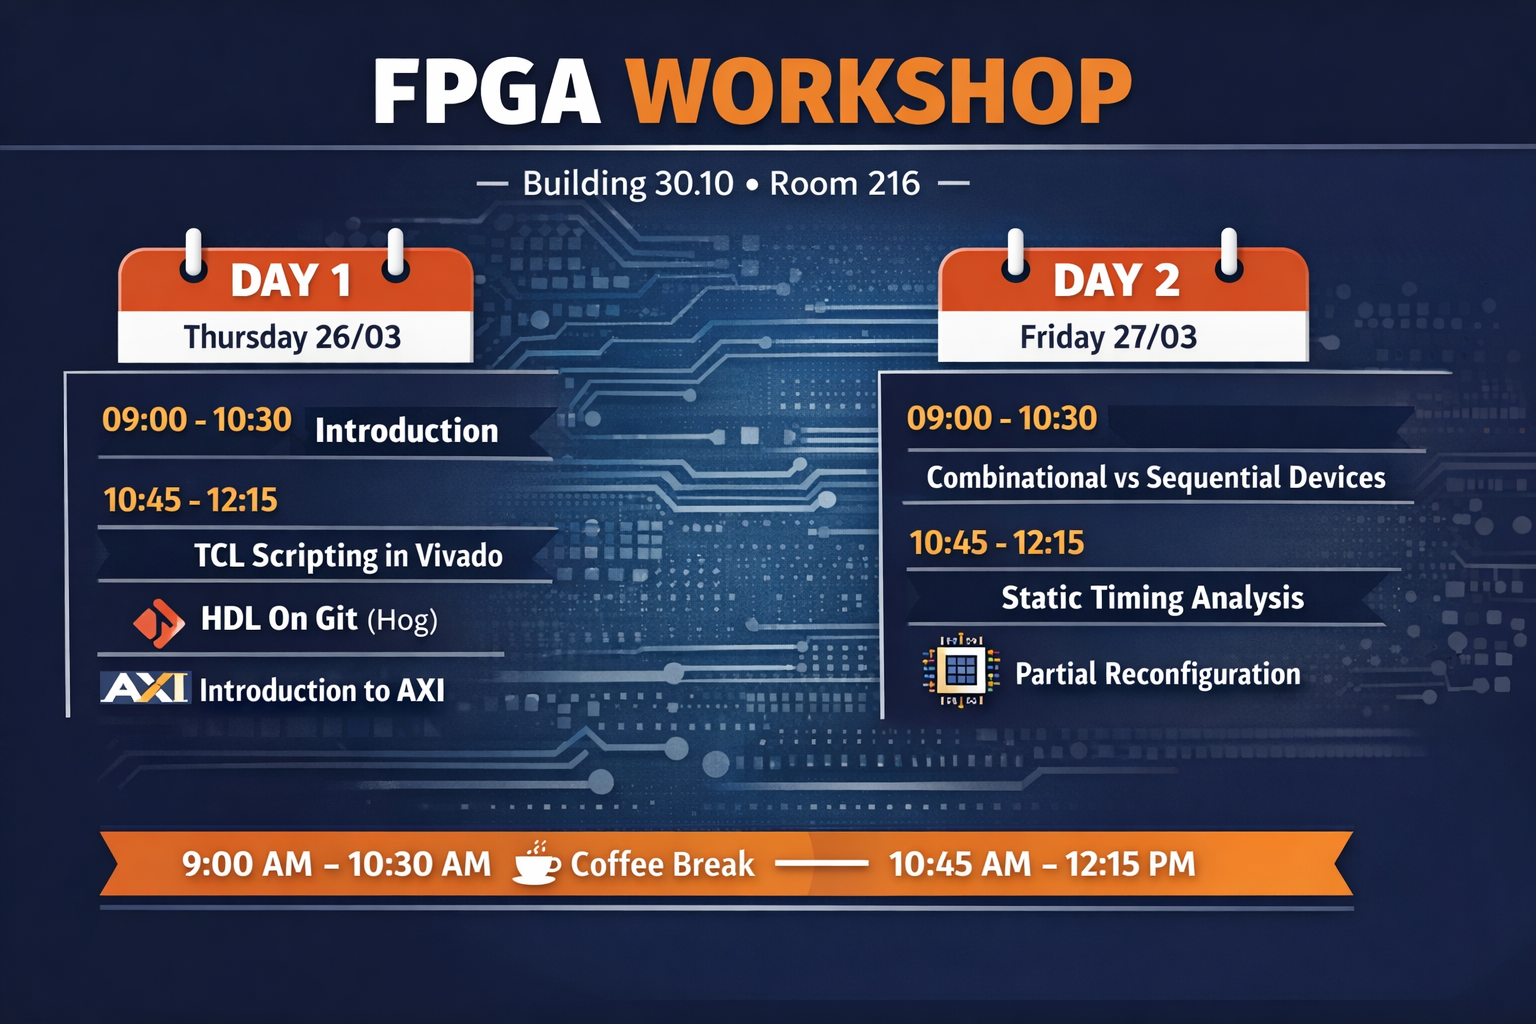 FPGA WORKSHOP
— Building 30.10 • Room 216 —
DAY 1
Thursday 26/03
09:00 - 10:30 Introduction
10:45 - 12:15
TCL Scripting in Vivado
HDL On Git (Hog)
AXI Introduction to AXI
DAY 2
Friday 27/03
09:00 - 10:30
Combinational vs Sequential Devices
10:45 - 12:15
Static Timing Analysis
Partial Reconfiguration
9:00 AM – 10:30 AM Coffee Break — 10:45 AM – 12:15 PM